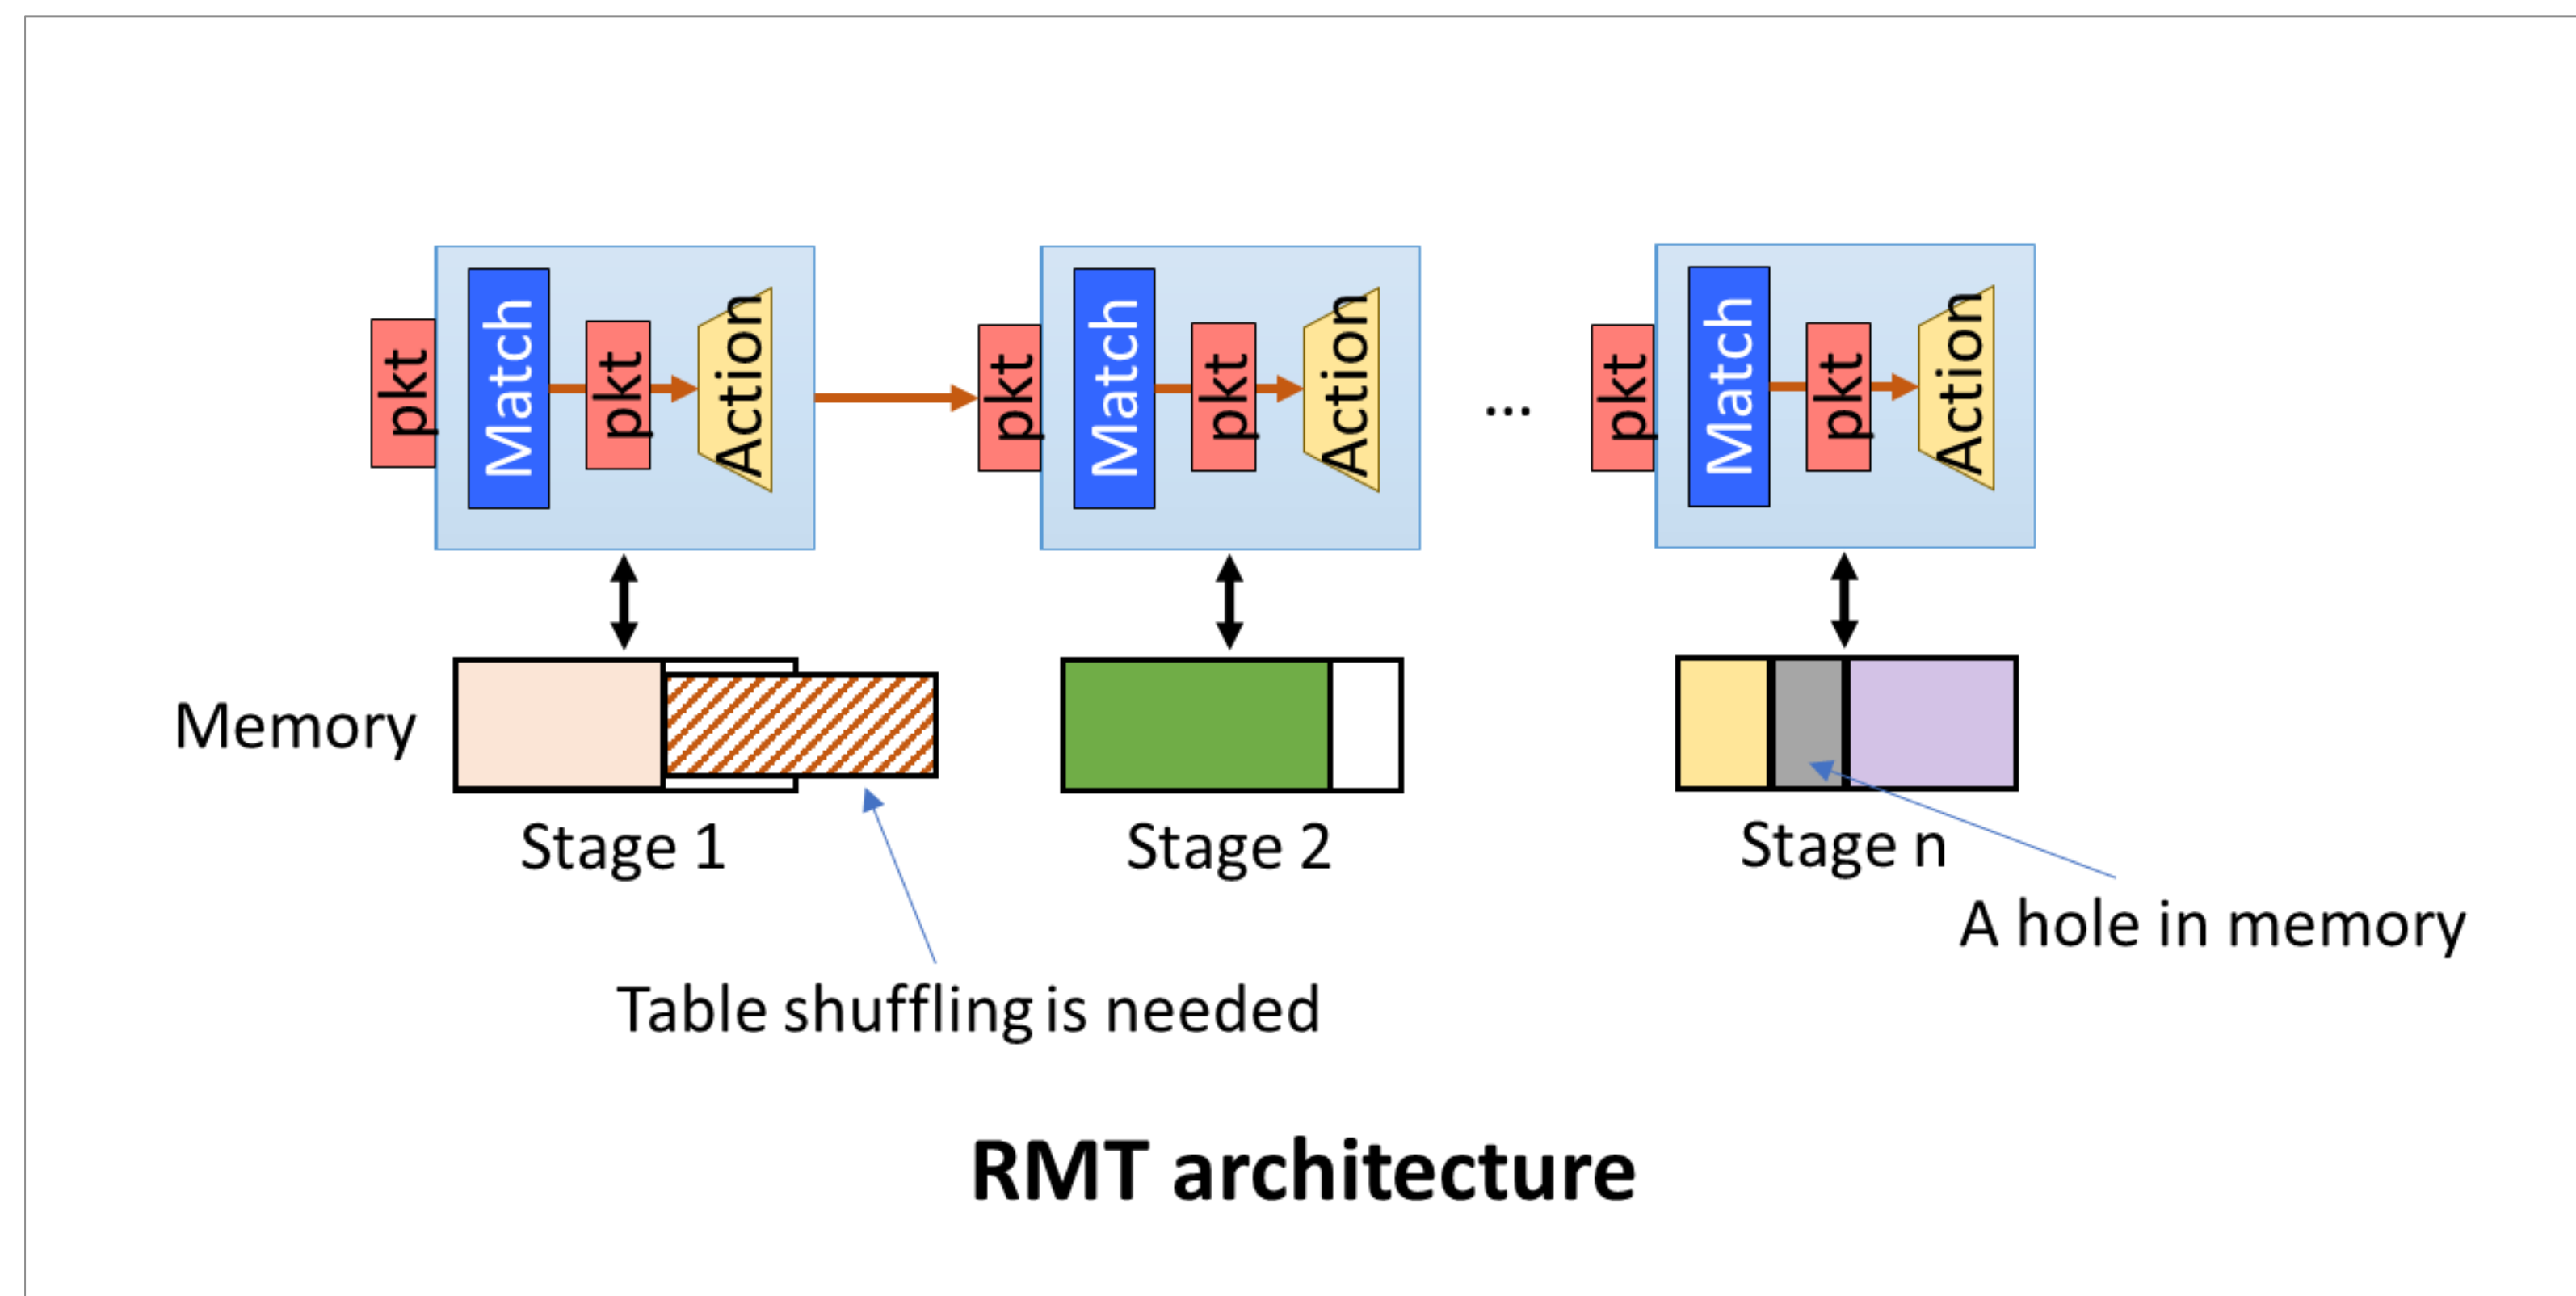 pkt Match pkt Action pkt Match pkt Action ... pkt Match pkt Action
Memory
Stage 1 Stage 2 Stage n
A hole in memory
Table shuffling is needed
RMT architecture